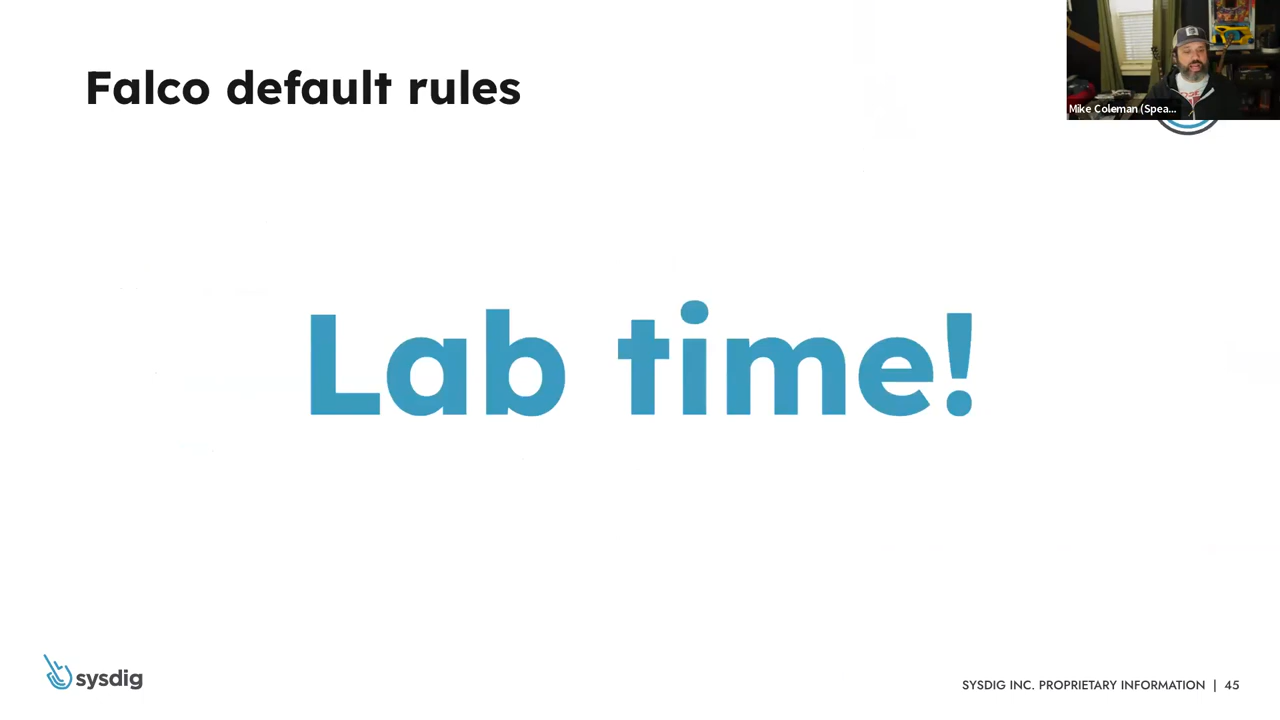 Falco default rules
Mike Coleman (Spea...
Lab time!
sysdig
SYSDIG INC. PROPRIETARY INFORMATION | 45